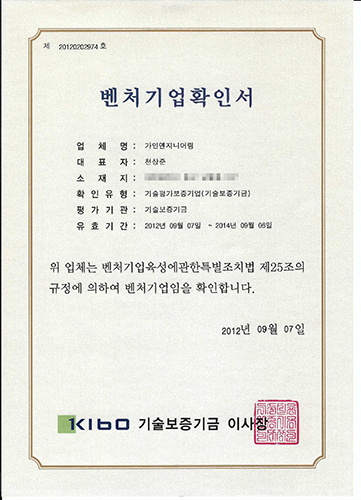 제 20120202974 호
벤처기업확인서
업 체 명 : 가인엔지니어링
대 표 자 : 천상준
소 재 지 :
확 인 유 형 : 기술평가보증기업(기술보증기금)
평 가 기 관 : 기술보증기금
유 효 기 간 : 2012년 09월 07일 ~ 2014년 09월 06일
위 업체는 벤처기업육성에관한특별조치법 제25조의
규정에 의하여 벤처기업임을 확인합니다.
2012년 09월 07일
KIBO 기술보증기금 이사장